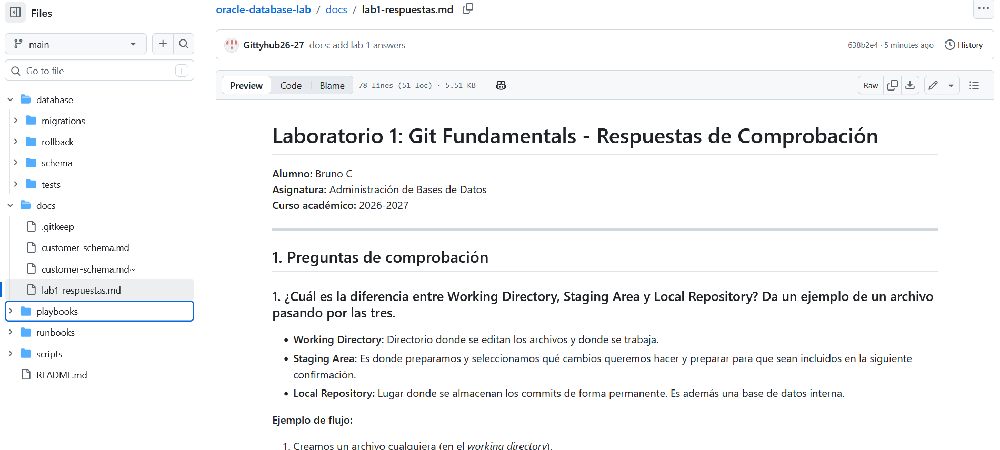 Files
main
Go to file
T
database
migrations
rollback
schema
tests
docs
.gitkeep
customer-schema.md
customer-schema.md~
lab1-respuestas.md
playbooks
runbooks
scripts
README.md
oracle-database-lab / docs / lab1-respuestas.md
Gittyhub26-27 docs: add lab 1 answers
638b2e4 · 5 minutes ago
History
Preview
Code
Blame
78 lines (51 loc) · 5.51 KB
Raw
Laboratorio 1: Git Fundamentals - Respuestas de Comprobación
Alumno: Bruno C
Asignatura: Administración de Bases de Datos
Curso académico: 2026-2027
1. Preguntas de comprobación
1. ¿Cuál es la diferencia entre Working Directory, Staging Area y Local Repository? Da un ejemplo de un archivo
pasando por las tres.
• Working Directory: Directorio donde se editan los archivos y donde se trabaja.
• Staging Area: Es donde preparamos y seleccionamos qué cambios queremos hacer y preparar para que sean incluidos en la siguiente
confirmación.
• Local Repository: Lugar donde se almacenan los commits de forma permanente. Es además una base de datos interna.
Ejemplo de flujo:
1. Creamos un archivo cualquiera (en el working directory).